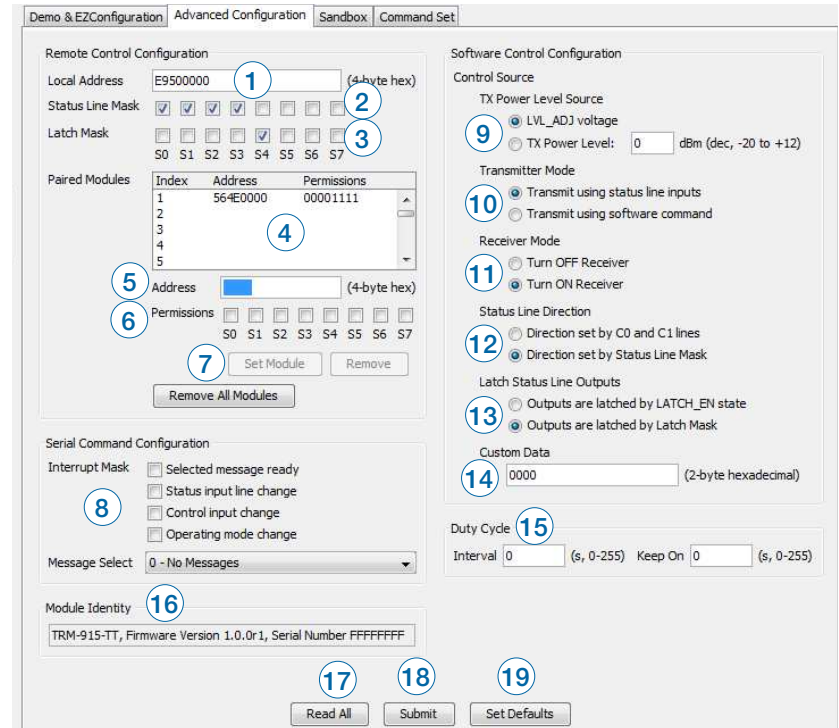 Demo & EZConfiguration Advanced Configuration Sandbox Command Set
Remote Control Configuration
Local Address E9500000 1 (4-byte hex)
Status Line Mask 2
Latch Mask 3
S0 S1 S2 S3 S4 S5 S6 S7
Paired Modules Index Address Permissions
1 564E0000 00001111
2
3
4
5
4
5 Address (4-byte hex)
6 Permissions
S0 S1 S2 S3 S4 S5 S6 S7
7 Set Module Remove
Remove All Modules
Serial Command Configuration
Interrupt Mask Selected message ready
Status input line change
8 Control input change
Operating mode change
Message Select 0 - No Messages
Module Identity 16
TRM-915-TT, Firmware Version 1.0.0r1, Serial Number FFFFFFFF
Software Control Configuration
Control Source
TX Power Level Source
LVL_ADJ voltage
9 TX Power Level: 0 dBm (dec, -20 to +12)
Transmitter Mode
10 Transmit using status line inputs
Transmit using software command
Receiver Mode
11 Turn OFF Receiver
Turn ON Receiver
Status Line Direction
12 Direction set by C0 and C1 lines
Direction set by Status Line Mask
Latch Status Line Outputs
13 Outputs are latched by LATCH_EN state
Outputs are latched by Latch Mask
Custom Data
14 0000 (2-byte hexadecimal)
Duty Cycle 15
Interval 0 (s, 0-255) Keep On 0 (s, 0-255)
17 18 19
Read All Submit Set Defaults